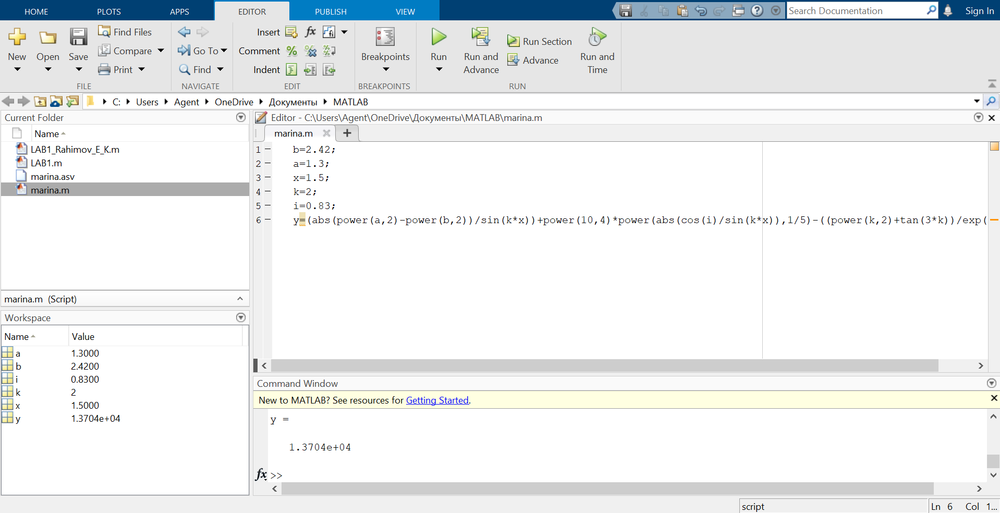 HOME PLOTS APPS EDITOR PUBLISH VIEW Search Documentation Sign In
New Open Save Find Files Compare Print
FILE
Go To Find
NAVIGATE
Insert fx
Comment
Indent
EDIT
Breakpoints
BREAKPOINTS
Run Run and Advance Run Section Advance Run and Time
RUN
C: Users Agent OneDrive Документы MATLAB
Current Folder
Name
LAB1_Rahimov_E_K.m
LAB1.m
marina.asv
marina.m
marina.m (Script)
Workspace
Name Value
a 1.3000
b 2.4200
i 0.8300
k 2
x 1.5000
y 1.3704e+04
Editor - C:\Users\Agent\OneDrive\Документы\MATLAB\marina.m
marina.m
1 b=2.42;
2 a=1.3;
3 x=1.5;
4 k=2;
5 i=0.83;
6 y=(abs(power(a,2)-power(b,2))/sin(k*x))+power(10,4)*power(abs(cos(i)/sin(k*x)),1/5)-((power(k,2)+tan(3*k))/exp(
Command Window
New to MATLAB? See resources for Getting Started.
y =
1.3704e+04
fx >>
script Ln 6 Col 1...